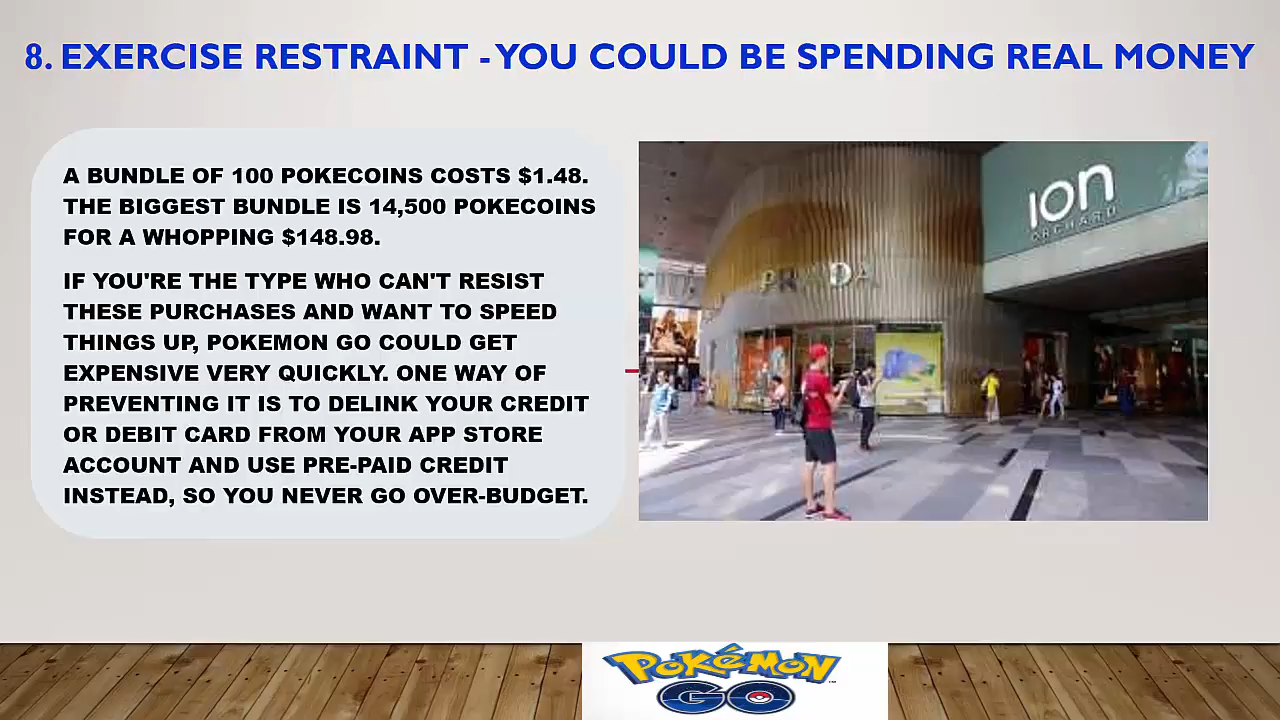 8. EXERCISE RESTRAINT - YOU COULD BE SPENDING REAL MONEY
A BUNDLE OF 100 POKECOINS COSTS $1.48.
THE BIGGEST BUNDLE IS 14,500 POKECOINS
FOR A WHOPPING $148.98.
IF YOU'RE THE TYPE WHO CAN'T RESIST
THESE PURCHASES AND WANT TO SPEED
THINGS UP, POKEMON GO COULD GET
EXPENSIVE VERY QUICKLY. ONE WAY OF
PREVENTING IT IS TO DELINK YOUR CREDIT
OR DEBIT CARD FROM YOUR APP STORE
ACCOUNT AND USE PRE-PAID CREDIT
INSTEAD, SO YOU NEVER GO OVER-BUDGET.
ION
ORCHARD
PRADA
POKéMON
GO